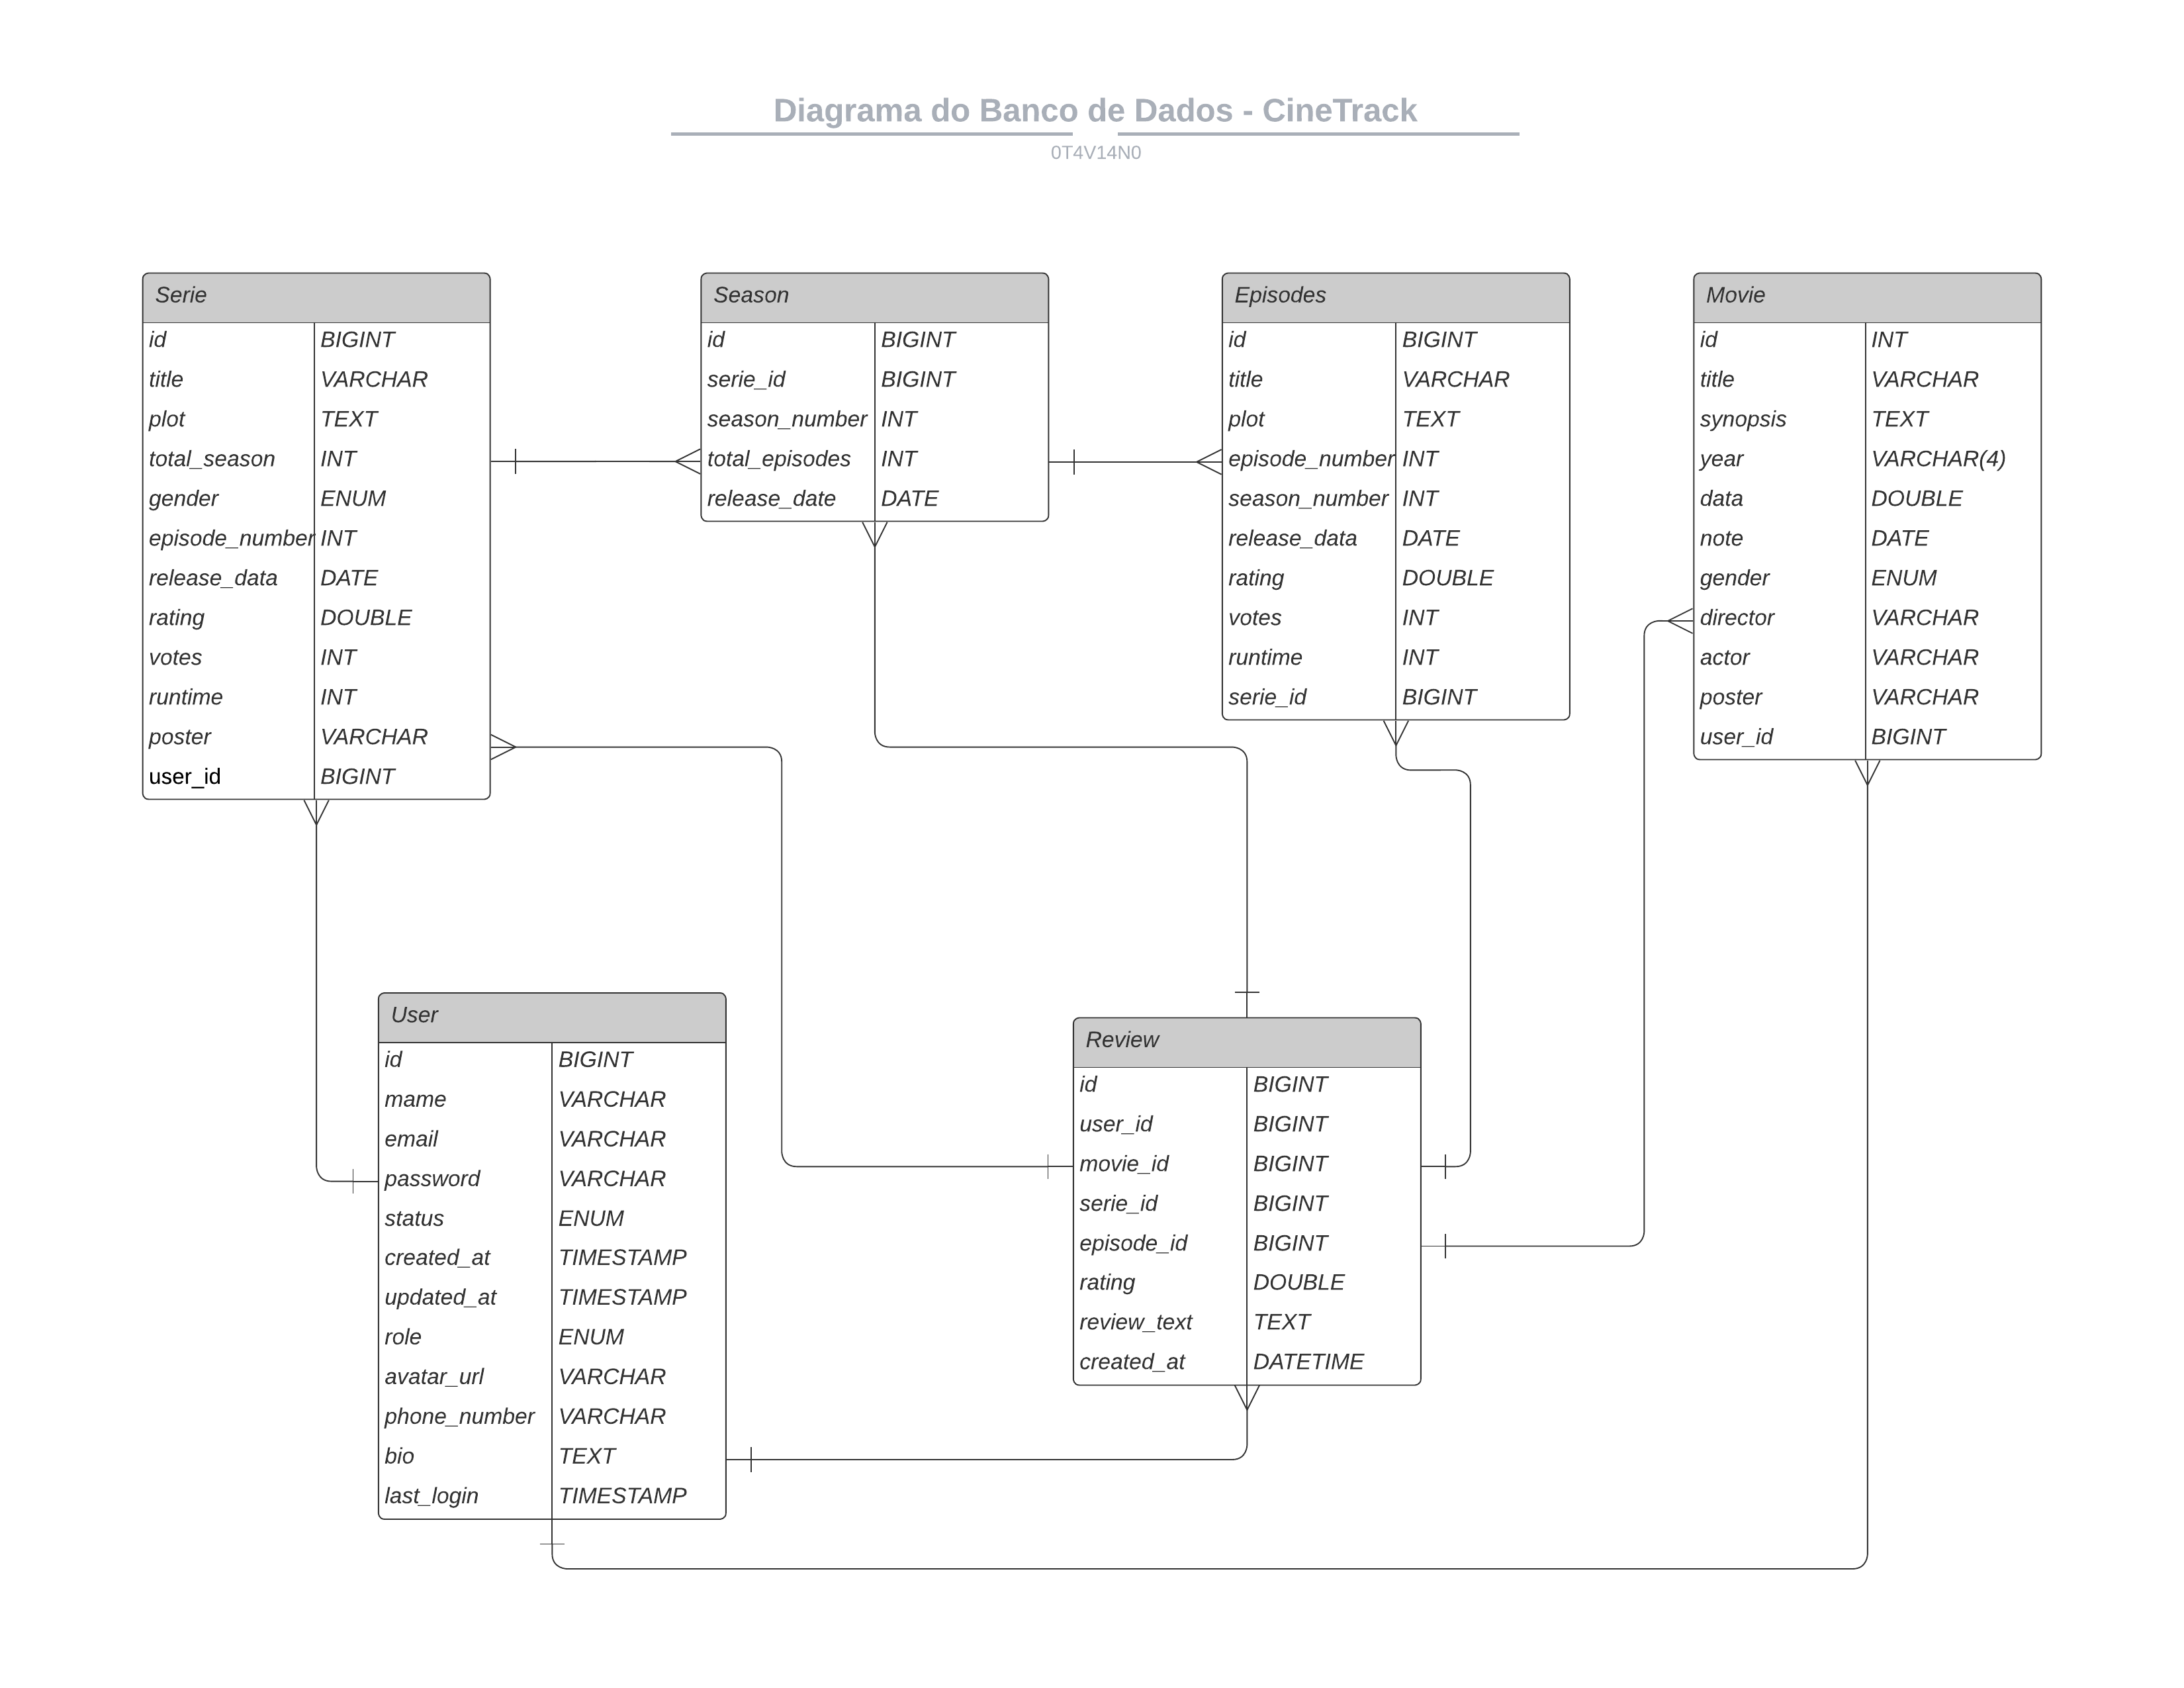 Diagrama do Banco de Dados - CineTrack
0T4V14N0
Serie
id BIGINT
title VARCHAR
plot TEXT
total_season INT
gender ENUM
episode_number INT
release_data DATE
rating DOUBLE
votes INT
runtime INT
poster VARCHAR
user_id BIGINT
Season
id BIGINT
serie_id BIGINT
season_number INT
total_episodes INT
release_date DATE
Episodes
id BIGINT
title VARCHAR
plot TEXT
episode_number INT
season_number INT
release_data DATE
rating DOUBLE
votes INT
runtime INT
serie_id BIGINT
Movie
id INT
title VARCHAR
synopsis TEXT
year VARCHAR(4)
data DOUBLE
note DATE
gender ENUM
director VARCHAR
actor VARCHAR
poster VARCHAR
user_id BIGINT
User
id BIGINT
mame VARCHAR
email VARCHAR
password VARCHAR
status ENUM
created_at TIMESTAMP
updated_at TIMESTAMP
role ENUM
avatar_url VARCHAR
phone_number VARCHAR
bio TEXT
last_login TIMESTAMP
Review
id BIGINT
user_id BIGINT
movie_id BIGINT
serie_id BIGINT
episode_id BIGINT
rating DOUBLE
review_text TEXT
created_at DATETIME